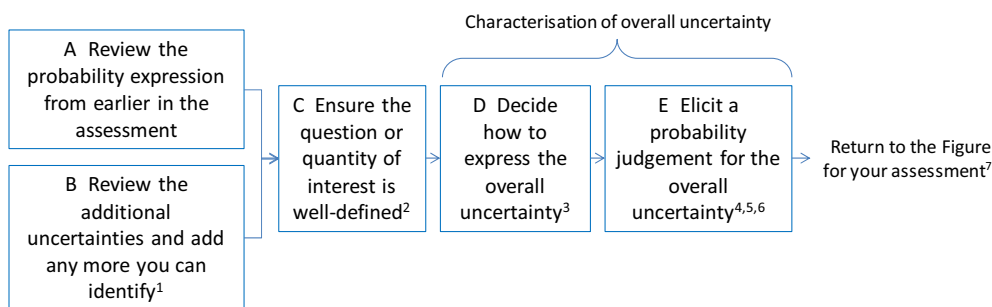 Characterisation of overall uncertainty
A Review the
probability expression
from earlier in the
assessment
B Review the
additional
uncertainties and add
any more you can
identify¹
C Ensure the
question or
quantity of
interest is
well-defined²
D Decide
how to
express the
overall
uncertainty³
E Elicit a
probability
judgement for the
overall
uncertainty⁴,⁵,⁶
Return to the Figure
for your assessment⁷